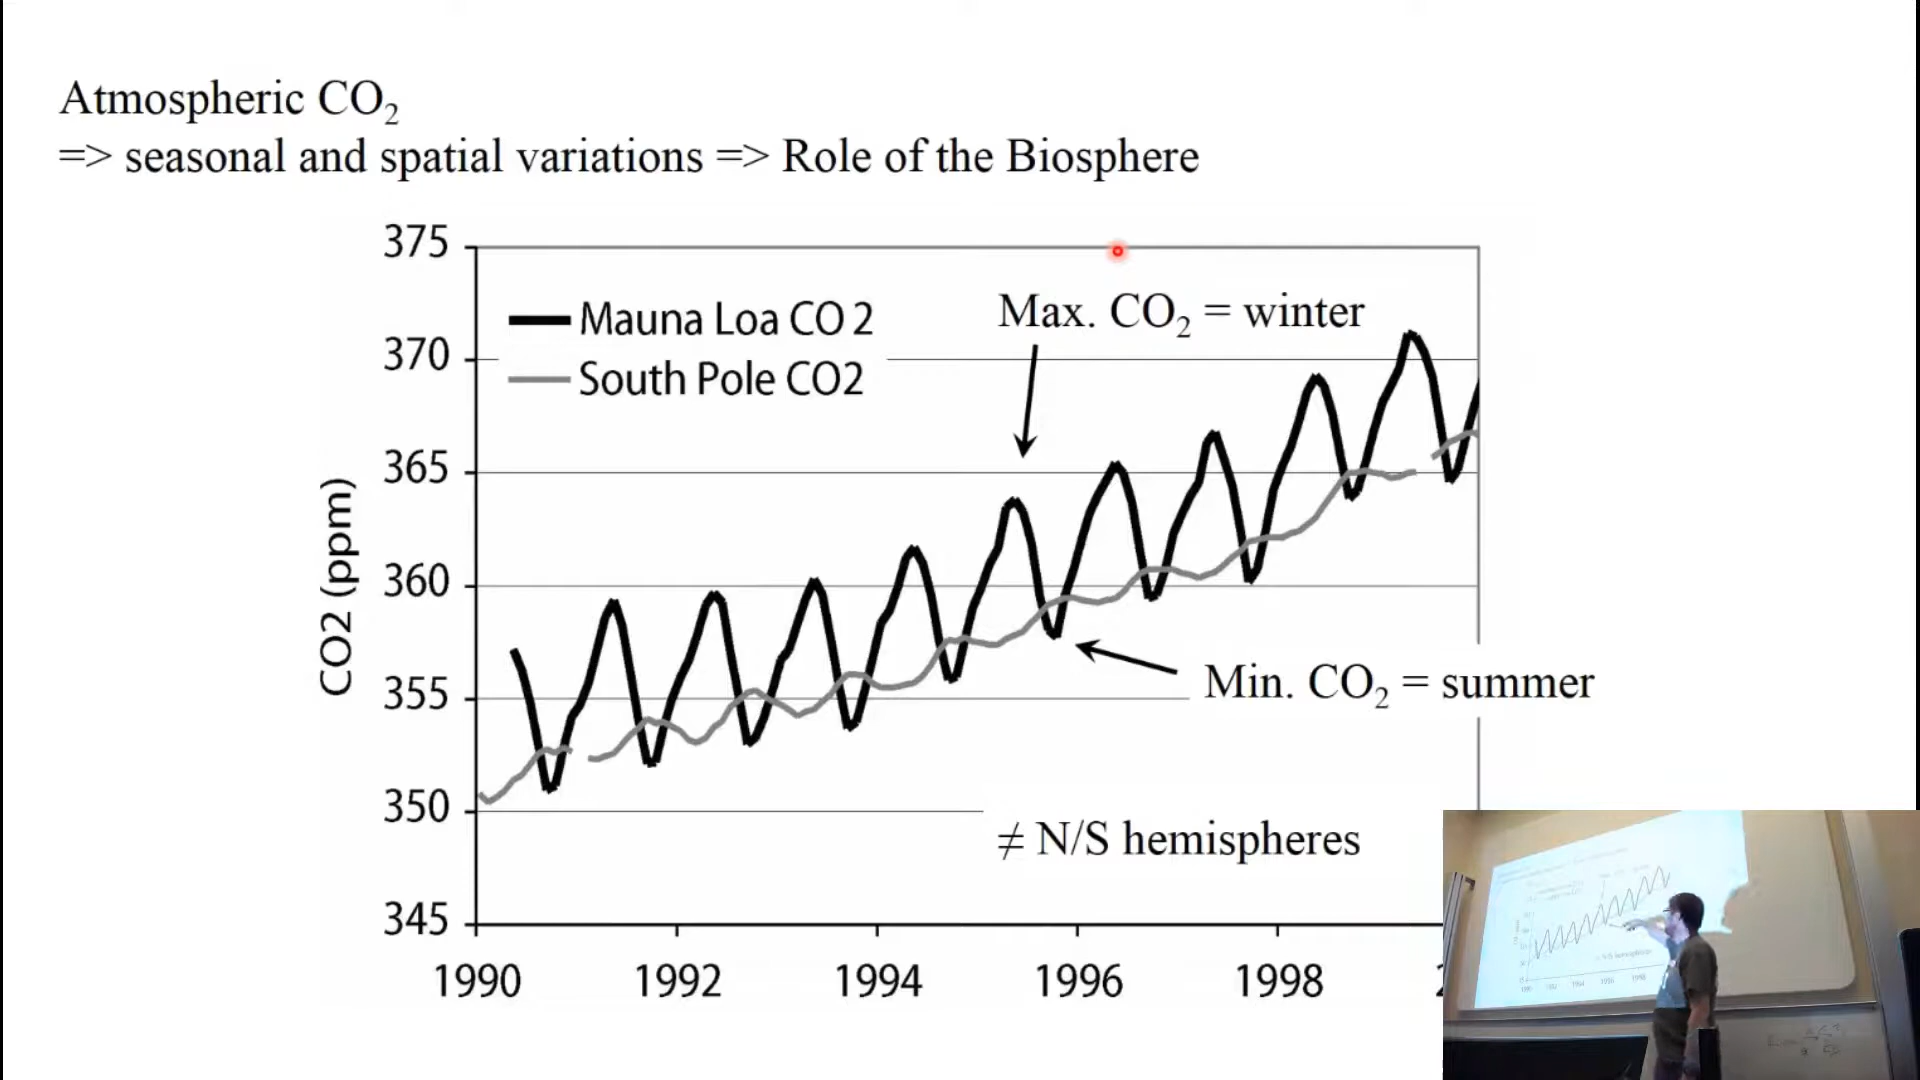 Atmospheric CO₂
=> seasonal and spatial variations => Role of the Biosphere
375
370
365
360
355
350
345
CO2 (ppm)
Mauna Loa CO 2
South Pole CO2
Max. CO₂ = winter
Min. CO₂ = summer
≠ N/S hemispheres
1990 1992 1994 1996 1998 2